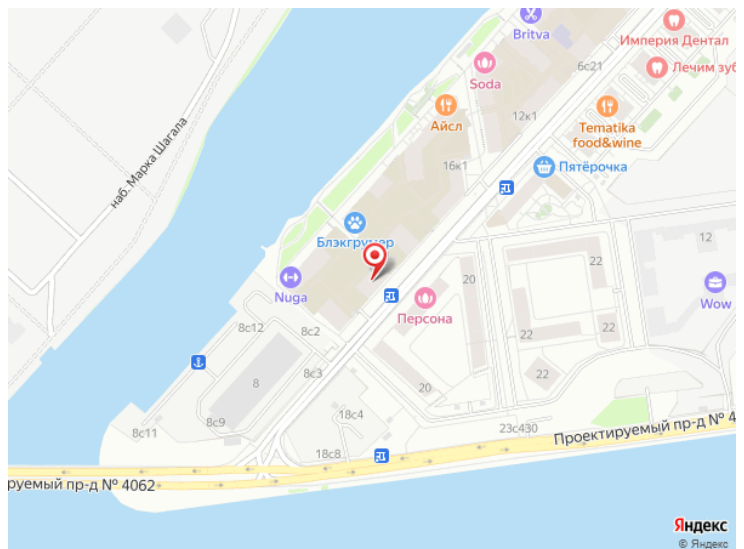 Britva
Империя Дental
Лечим зуб
6с21
Soda
12к1
Айсл
Tematika
food&wine
наб. Марка Шагала
16к1
Пятёрочка
Блэкгрумер
12
22
20
22
Nuga
Персона
Wow
8с12
8с2
22
8с3
8
22
20
18с4
8с9
8с11
23с430
Проектируемый пр-д № 4
18с8
руемый пр-д № 4062
Яндекс
© Яндекс